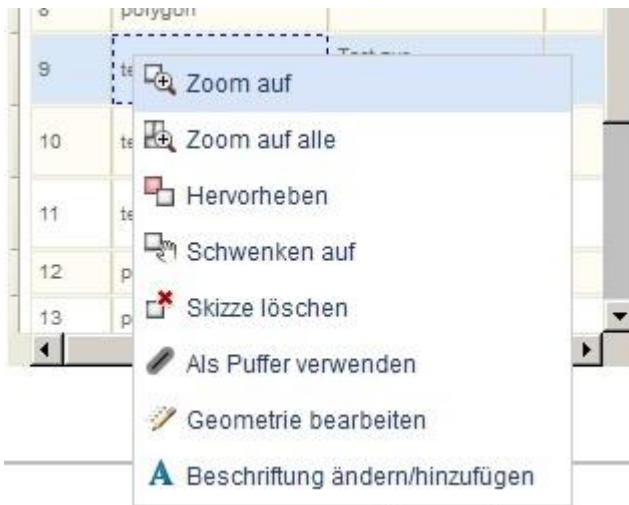 polygon
9
Zoom auf
10
Zoom auf alle
11
Hervorheben
Schwenken auf
12
Skizze löschen
13
Als Puffer verwenden
Geometrie bearbeiten
A Beschriftung ändern/hinzufügen